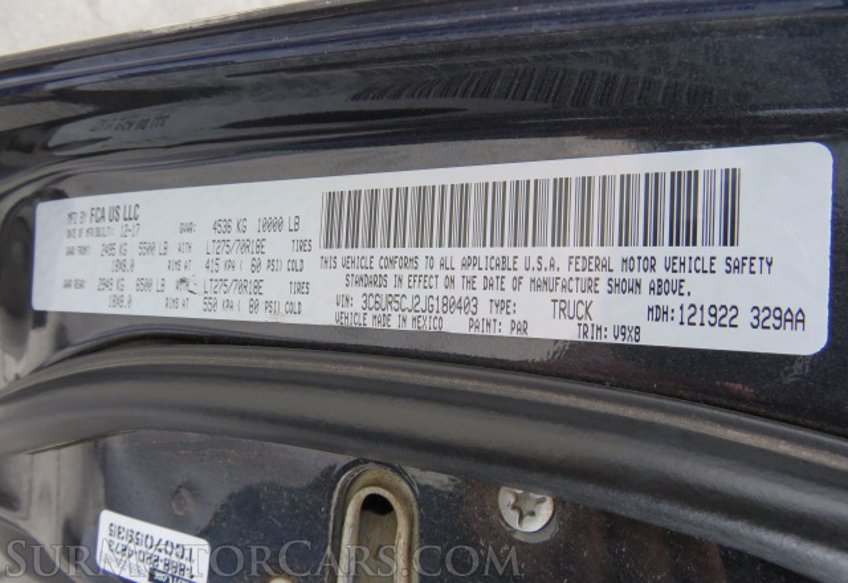 MFD BY FCA US LLC
DATE OF MFR(BUILT): 12-17 GVWR: 4536 KG 10000 LB
GAWR FRONT: 2495 KG 5500 LB WITH LT275/70R18E TIRES
18X8.0 RIMS AT 415 KPA ( 60 PSI) COLD
GAWR REAR: 2949 KG 6500 LB WITH LT275/70R18E TIRES
18X8.0 RIMS AT 550 KPA ( 80 PSI) COLD
THIS VEHICLE CONFORMS TO ALL APPLICABLE U.S.A. FEDERAL MOTOR VEHICLE SAFETY
STANDARDS IN EFFECT ON THE DATE OF MANUFACTURE SHOWN ABOVE.
VIN: 3C6UR5CJ2JG180403 TYPE: TRUCK MDH: 121922 329AA
VEHICLE MADE IN MEXICO PAINT: PAR TRIM: V9X8
SURMOTORCARS.COM